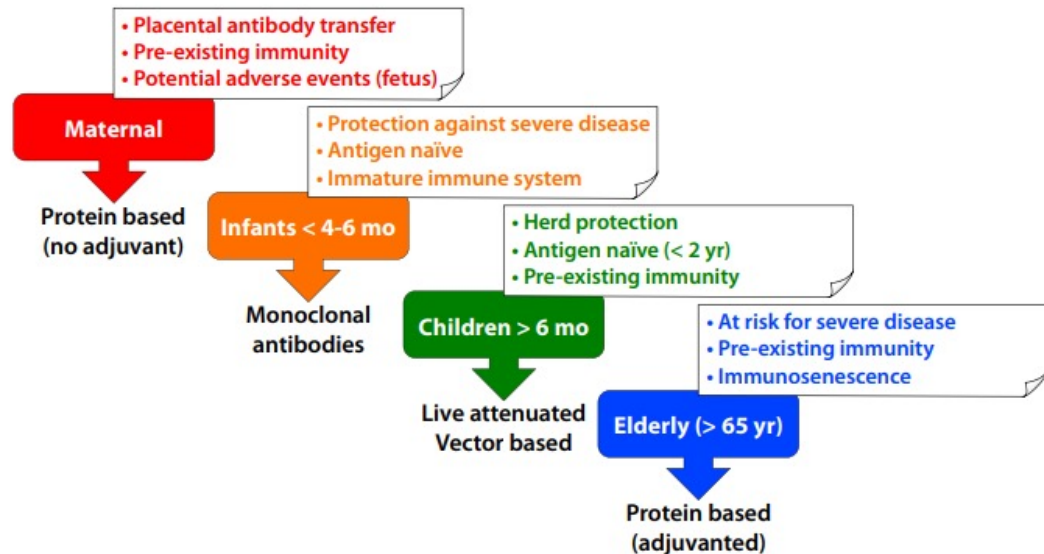 • Placental antibody transfer
• Pre-existing immunity
• Potential adverse events (fetus)
Maternal
Protein based
(no adjuvant)
• Protection against severe disease
• Antigen naïve
• Immature immune system
Infants < 4-6 mo
Monoclonal
antibodies
• Herd protection
• Antigen naïve (< 2 yr)
• Pre-existing immunity
Children > 6 mo
Live attenuated
Vector based
• At risk for severe disease
• Pre-existing immunity
• Immunosenescence
Elderly (> 65 yr)
Protein based
(adjuvanted)